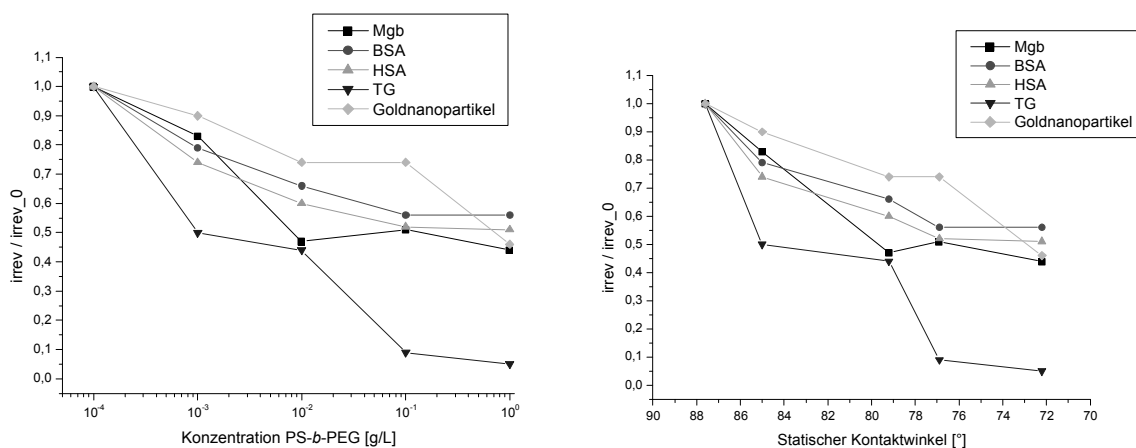 Mgb
BSA
HSA
TG
Goldnanopartikel
1,1
1,0
0,9
0,8
0,7
0,6
0,5
0,4
0,3
0,2
0,1
0,0
irrev / irrev_0
10⁻⁴
10⁻³
10⁻²
10⁻¹
10⁰
Konzentration PS-b-PEG [g/L]
Mgb
BSA
HSA
TG
Goldnanopartikel
1,1
1,0
0,9
0,8
0,7
0,6
0,5
0,4
0,3
0,2
0,1
0,0
irrev / irrev_0
90
88
86
84
82
80
78
76
74
72
70
Statischer Kontaktwinkel [°]